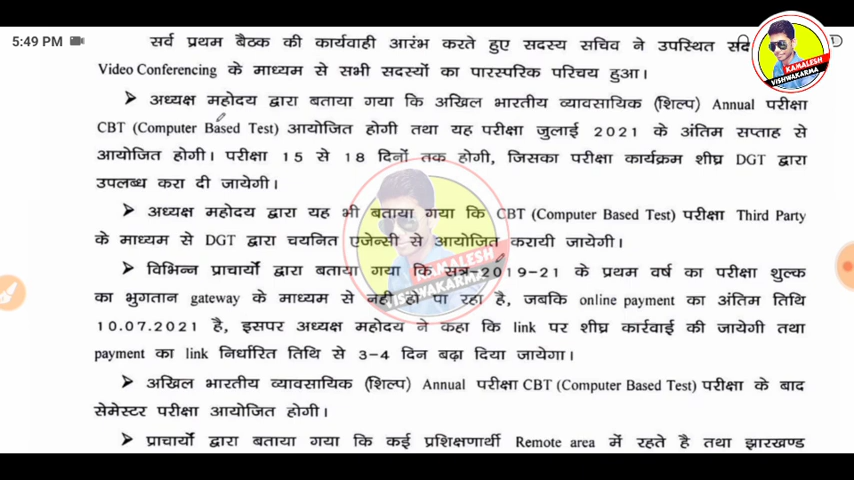 5:49 PM
सर्व प्रथम बैठक की कार्यवाही आरंभ करते हुए सदस्य सचिव ने उपस्थित
Video Conferencing के माध्यम से सभी सदस्यों का पारस्परिक परिचय हुआ।
KAMALESH
VISHWAKARMA
➤ अध्यक्ष महोदय द्वारा बताया गया कि अखिल भारतीय व्यावसायिक (शिल्प) Annual परीक्षा
CBT (Computer Based Test) आयोजित होगी तथा यह परीक्षा जुलाई 2021 के अंतिम सप्ताह से
आयोजित होगी। परीक्षा 15 से 18 दिनों तक होगी, जिसका परीक्षा कार्यक्रम शीघ्र DGT द्वारा
उपलब्ध करा दी जायेगी।
➤ अध्यक्ष महोदय द्वारा यह भी बताया गया कि CBT (Computer Based Test) परीक्षा Third Party
के माध्यम से DGT द्वारा चयनित एजेन्सी से आयोजित करायी जायेगी।
➤ विभिन्न प्राचार्यो द्वारा बताया गया कि सत्र-2019-21 के प्रथम वर्ष का परीक्षा शुल्क
का भुगतान gateway के माध्यम से नही हो पा रहा है, जबकि online payment का अंतिम तिथि
KAMALESH
VISHWAKARMA
10.07.2021 है, इसपर अध्यक्ष महोदय ने कहा कि link पर शीघ्र कार्रवाई की जायेगी तथा
payment का link निर्धारित तिथि से 3-4 दिन बढ़ा दिया जायेगा।
➤ अखिल भारतीय व्यावसायिक (शिल्प) Annual परीक्षा CBT (Computer Based Test) परीक्षा के बाद
सेमेस्टर परीक्षा आयोजित होगी।
➤ प्राचार्यो द्वारा बताया गया कि कई प्रशिक्षणार्थी Remote area में रहते है तथा झारखण्ड